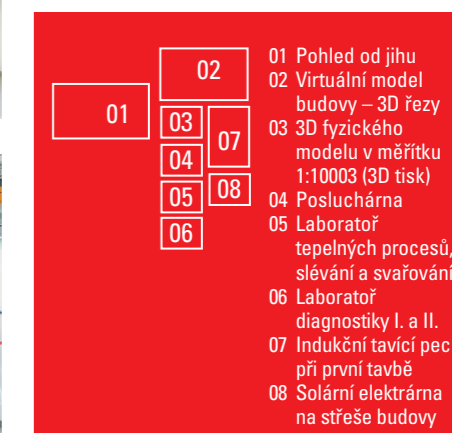 02
01
03
07
04
05
08
06
01 Pohled od jihu
02 Virtuální model
budovy – 3D řezy
03 3D fyzického
modelu v měřítku
1:10003 (3D tisk)
04 Posluchárna
05 Laboratoř
tepelných procesů,
slévání a svařování
06 Laboratoř
diagnostiky I. a II.
07 Indukční tavící pec
při první tavbě
08 Solární elektrárna
na střeše budovy